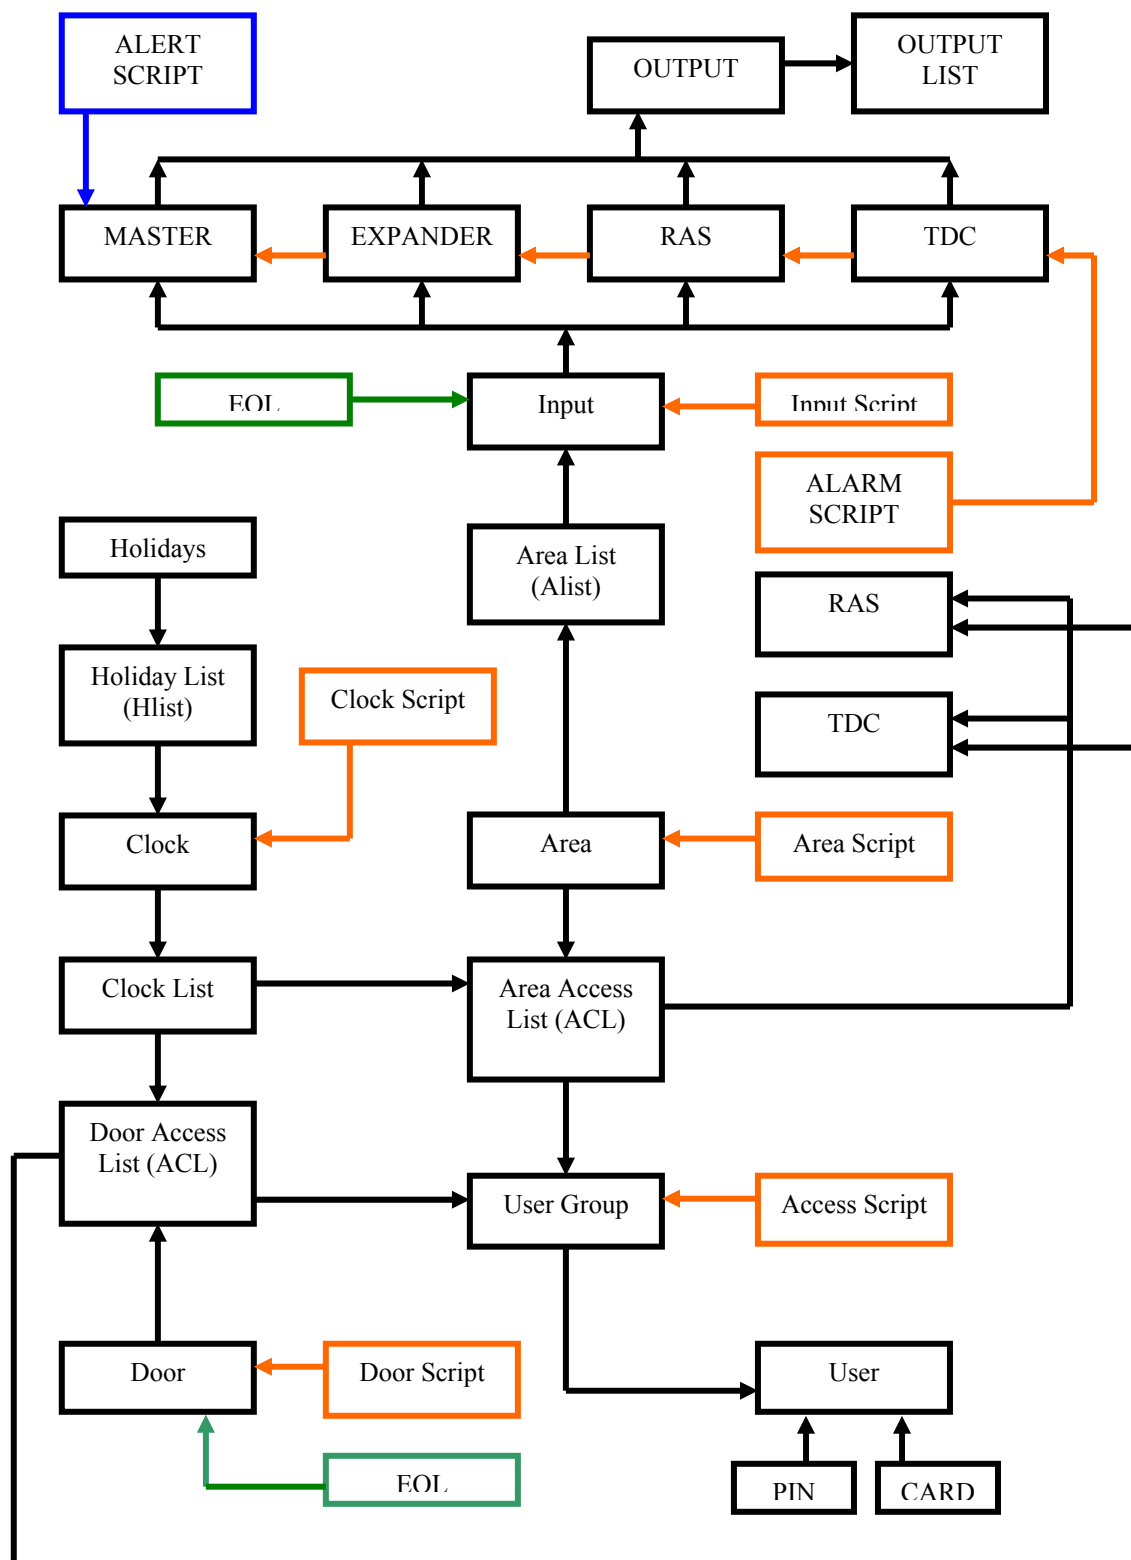 ALERT
SCRIPT
OUTPUT
OUTPUT
LIST
MASTER
EXPANDER
RAS
TDC
EOL
Input
Input Script
ALARM
SCRIPT
Holidays
Area List
(Alist)
RAS
Holiday List
(Hlist)
Clock Script
TDC
Clock
Area
Area Script
Clock List
Area Access
List (ACL)
Door Access
List (ACL)
User Group
Access Script
Door
Door Script
User
EOL
PIN
CARD